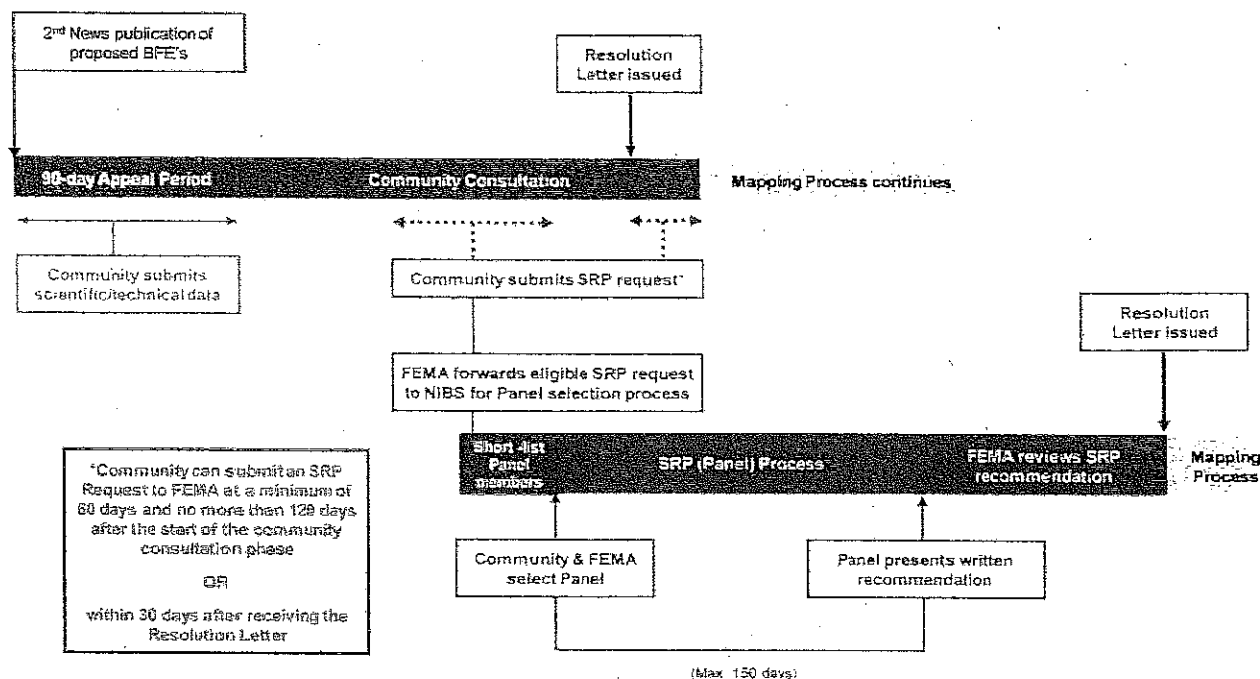 2nd News publication of
proposed BFE's
Resolution
Letter issued
90-day Appeal Period
Community Consultation
Mapping Process continues
Community submits
scientific/technical data
Community submits SRP request*
Resolution
Letter issued
FEMA forwards eligible SRP request
to NIBS for Panel selection process
Short-list
Panel
members
SRP (Panel) Process
FEMA reviews SRP
recommendation
Mapping
Process
*Community can submit an SRP
Request to FEMA at a minimum of
60 days and no more than 120 days
after the start of the community
consultation phase
OR
within 30 days after receiving the
Resolution Letter
Community & FEMA
select Panel
Panel presents written
recommendation
(Max 150 days)